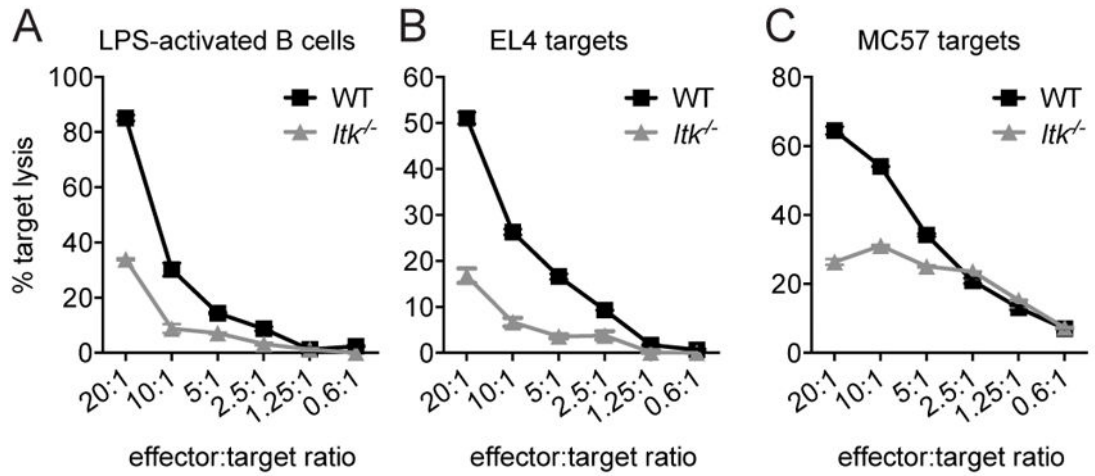 A
LPS-activated B cells
% target lysis
100
80
60
40
20
0
WT
Itk-/-
20:1
10:1
5:1
2.5:1
1.25:1
0.6:1
effector:target ratio
B
EL4 targets
60
50
40
30
20
10
0
WT
Itk-/-
20:1
10:1
5:1
2.5:1
1.25:1
0.6:1
effector:target ratio
C
MC57 targets
80
60
40
20
0
WT
Itk-/-
20:1
10:1
5:1
2.5:1
1.25:1
0.6:1
effector:target ratio